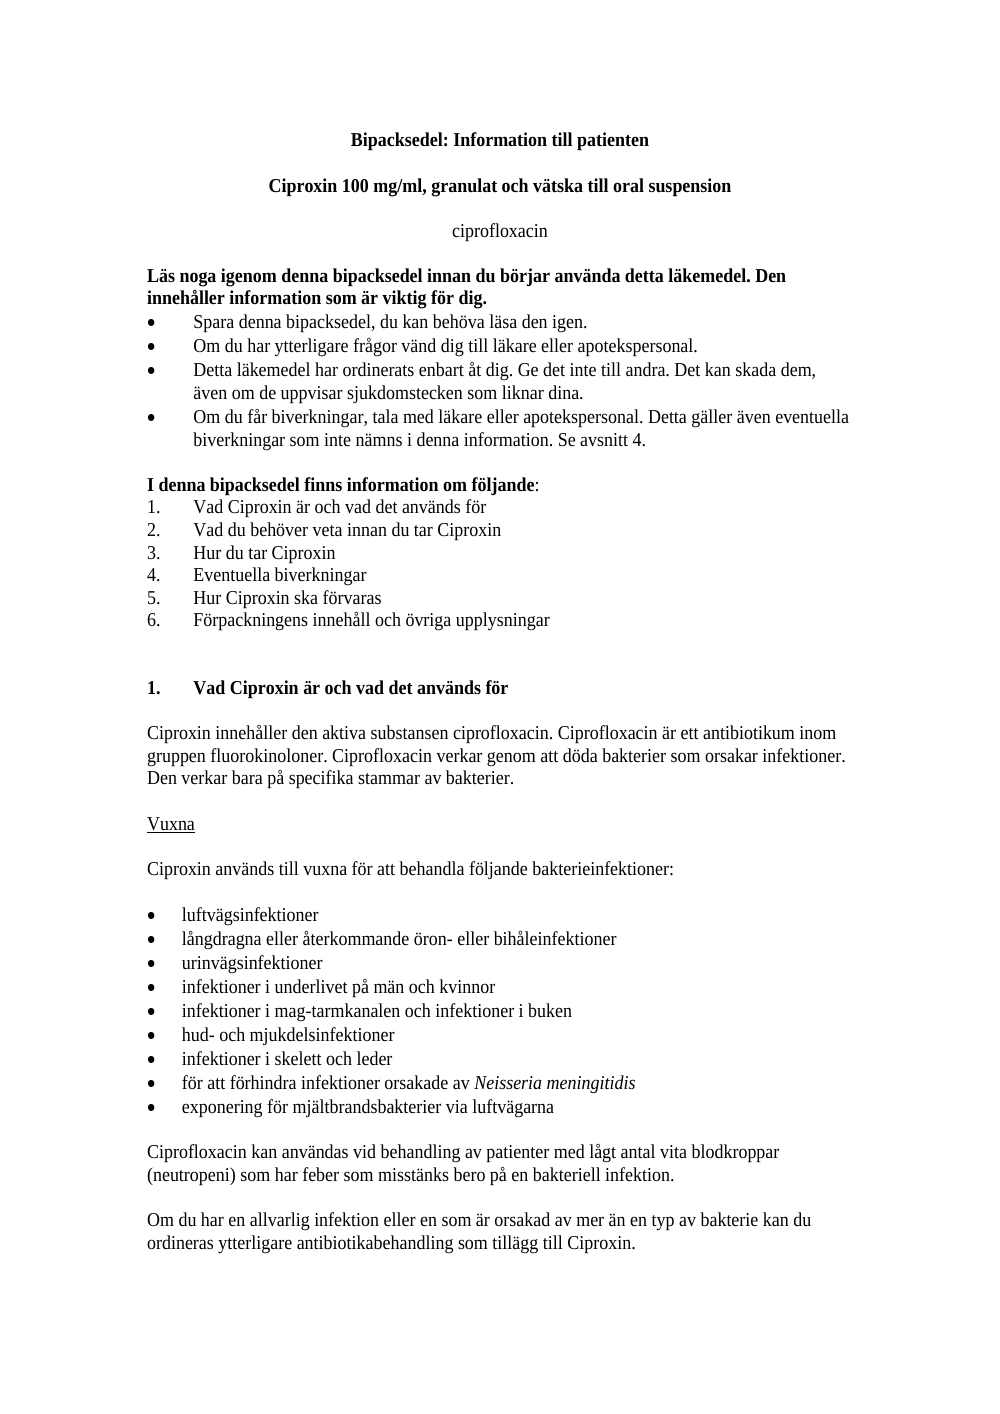 Bipacksedel: Information till patienten
Ciproxin 100 mg/ml, granulat och vätska till oral suspension
ciprofloxacin
Läs noga igenom denna bipacksedel innan du börjar använda detta läkemedel. Den
innehåller information som är viktig för dig.
• Spara denna bipacksedel, du kan behöva läsa den igen.
• Om du har ytterligare frågor vänd dig till läkare eller apotekspersonal.
• Detta läkemedel har ordinerats enbart åt dig. Ge det inte till andra. Det kan skada dem,
även om de uppvisar sjukdomstecken som liknar dina.
• Om du får biverkningar, tala med läkare eller apotekspersonal. Detta gäller även eventuella
biverkningar som inte nämns i denna information. Se avsnitt 4.
I denna bipacksedel finns information om följande:
1. Vad Ciproxin är och vad det används för
2. Vad du behöver veta innan du tar Ciproxin
3. Hur du tar Ciproxin
4. Eventuella biverkningar
5. Hur Ciproxin ska förvaras
6. Förpackningens innehåll och övriga upplysningar
1. Vad Ciproxin är och vad det används för
Ciproxin innehåller den aktiva substansen ciprofloxacin. Ciprofloxacin är ett antibiotikum inom
gruppen fluorokinoloner. Ciprofloxacin verkar genom att döda bakterier som orsakar infektioner.
Den verkar bara på specifika stammar av bakterier.
Vuxna
Ciproxin används till vuxna för att behandla följande bakterieinfektioner:
• luftvägsinfektioner
• långdragna eller återkommande öron- eller bihåleinfektioner
• urinvägsinfektioner
• infektioner i underlivet på män och kvinnor
• infektioner i mag-tarmkanalen och infektioner i buken
• hud- och mjukdelsinfektioner
• infektioner i skelett och leder
• för att förhindra infektioner orsakade av Neisseria meningitidis
• exponering för mjältbrandsbakterier via luftvägarna
Ciprofloxacin kan användas vid behandling av patienter med lågt antal vita blodkroppar
(neutropeni) som har feber som misstänks bero på en bakteriell infektion.
Om du har en allvarlig infektion eller en som är orsakad av mer än en typ av bakterie kan du
ordineras ytterligare antibiotikabehandling som tillägg till Ciproxin.